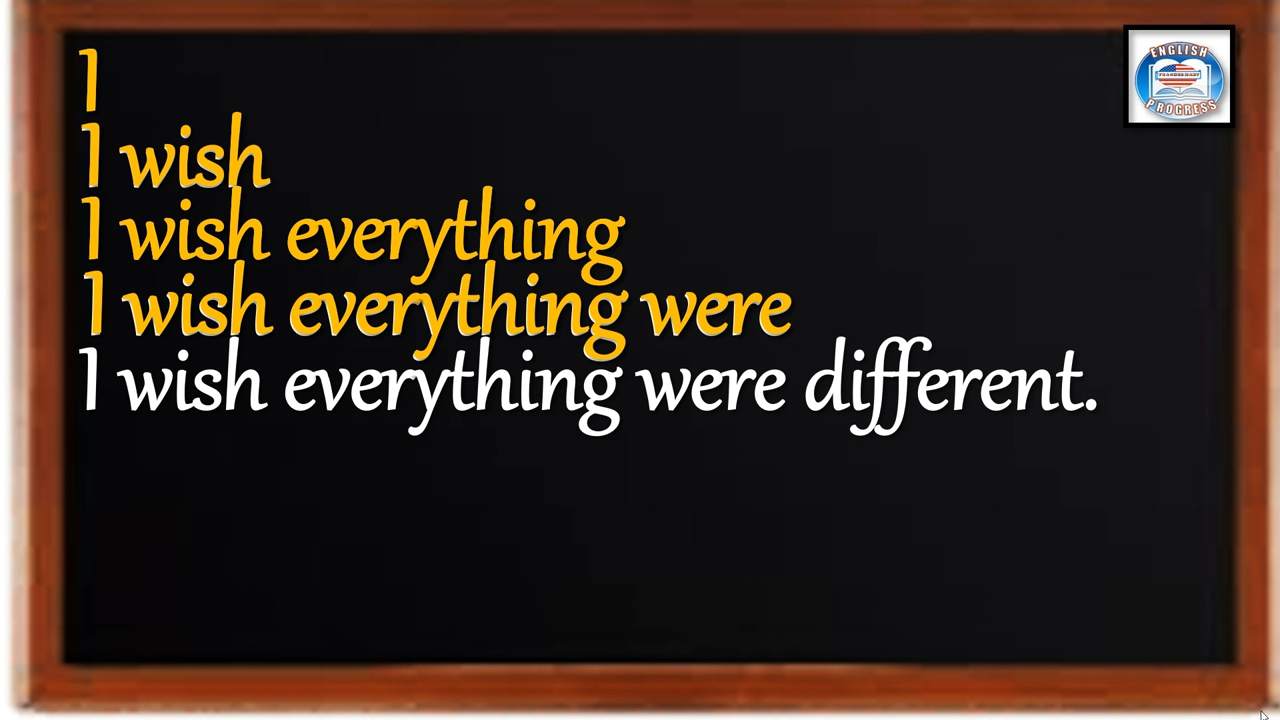 I
I wish
I wish everything
I wish everything were
I wish everything were different.
ENGLISH
PROGRESS